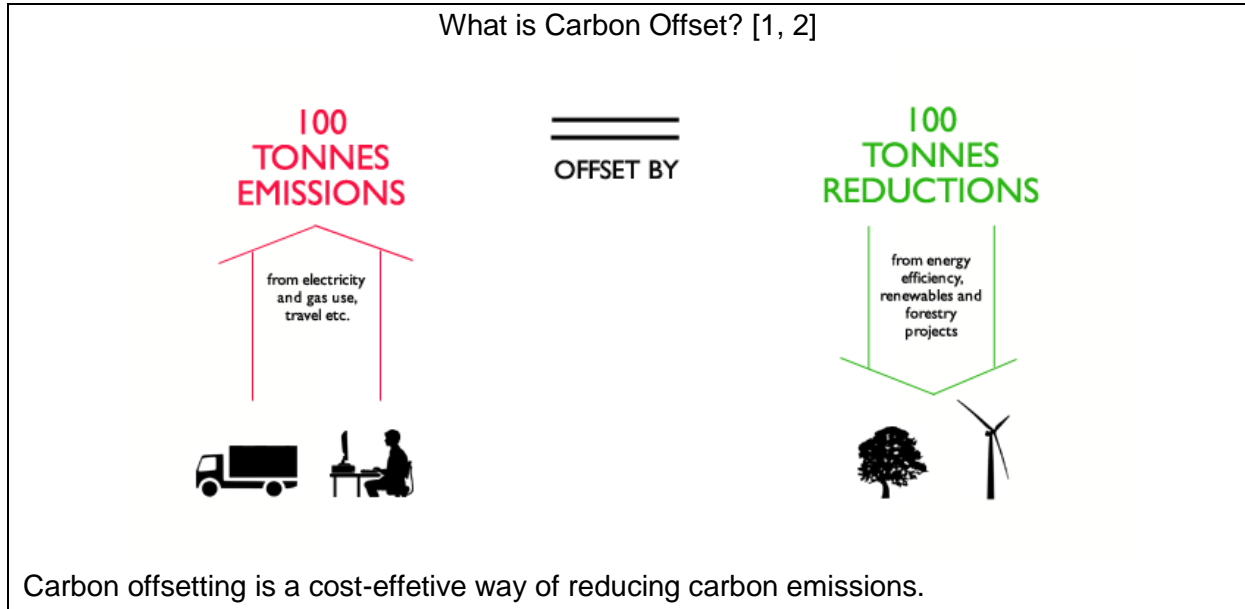 What is Carbon Offset? [1, 2]
100
TONNES
EMISSIONS
OFFSET BY
100
TONNES
REDUCTIONS
from electricity
and gas use,
travel etc.
from energy
efficiency,
renewables and
forestry
projects
Carbon offsetting is a cost-effetive way of reducing carbon emissions.